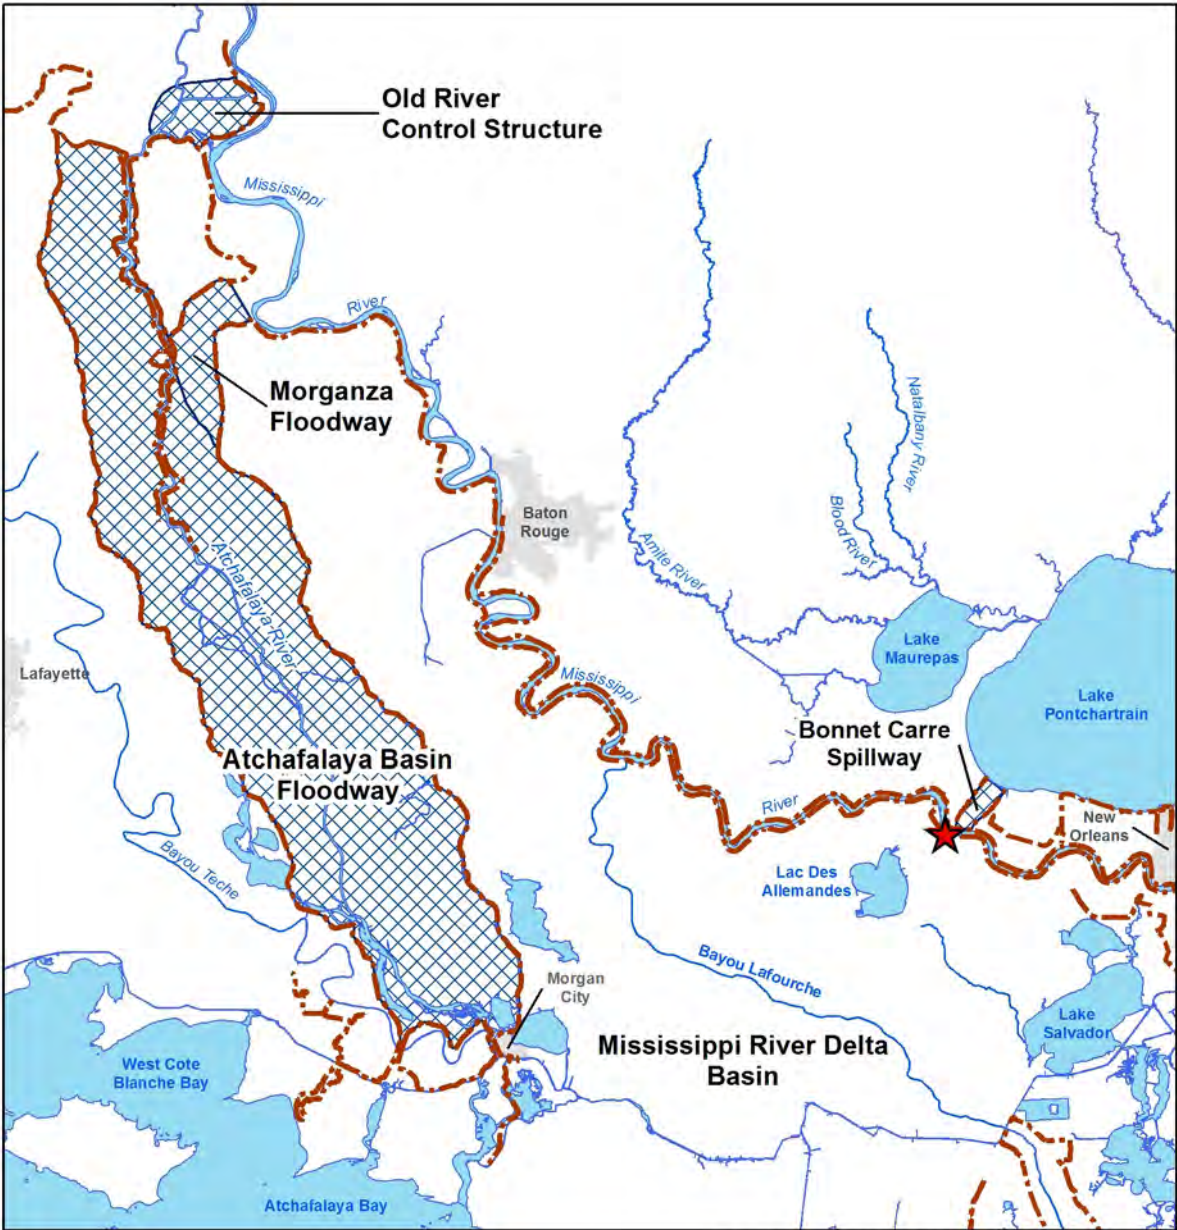 Old River
Control Structure
Mississippi
River
Morganza
Floodway
Natalbany River
Blood River
Baton
Rouge
Amite River
Atchafalaya River
Lake
Maurepas
Lafayette
Mississippi
Lake
Pontchartrain
Bonnet Carre
Spillway
Atchafalaya Basin
Floodway
River
New
Orleans
Bayou Teche
Lac Des
Allemandes
Bayou Lafourche
Morgan
City
Lake
Salvador
Mississippi River Delta
Basin
West Cote
Blanche Bay
Atchafalaya Bay